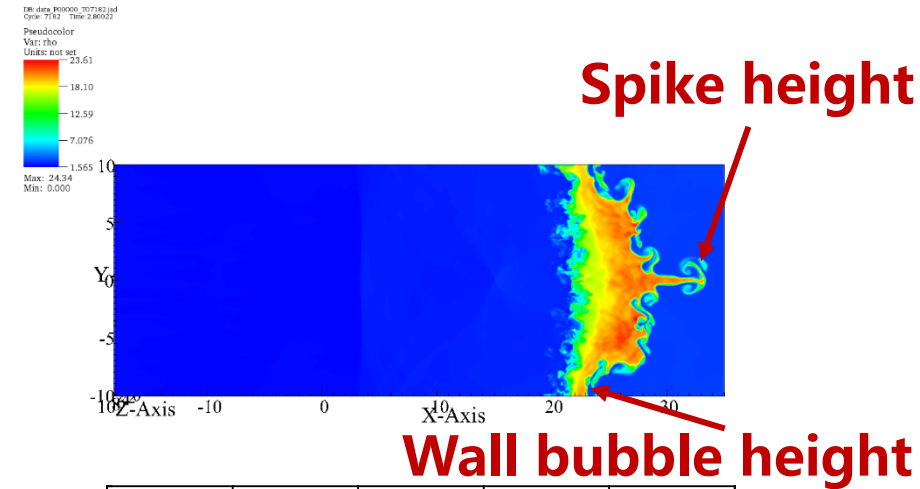 DB: data_P00000_T07182.jad
Cycle: 7182 Time:2.80022
Pseudocolor
Var: rho
Units: not set
23.61
18.10
12.59
7.076
1.565
Max: 24.34
Min: 0.000
Spike height
10
5
Y
0
-5
-10
Z-Axis
-10
0
10
X-Axis
20
30
Wall bubble height